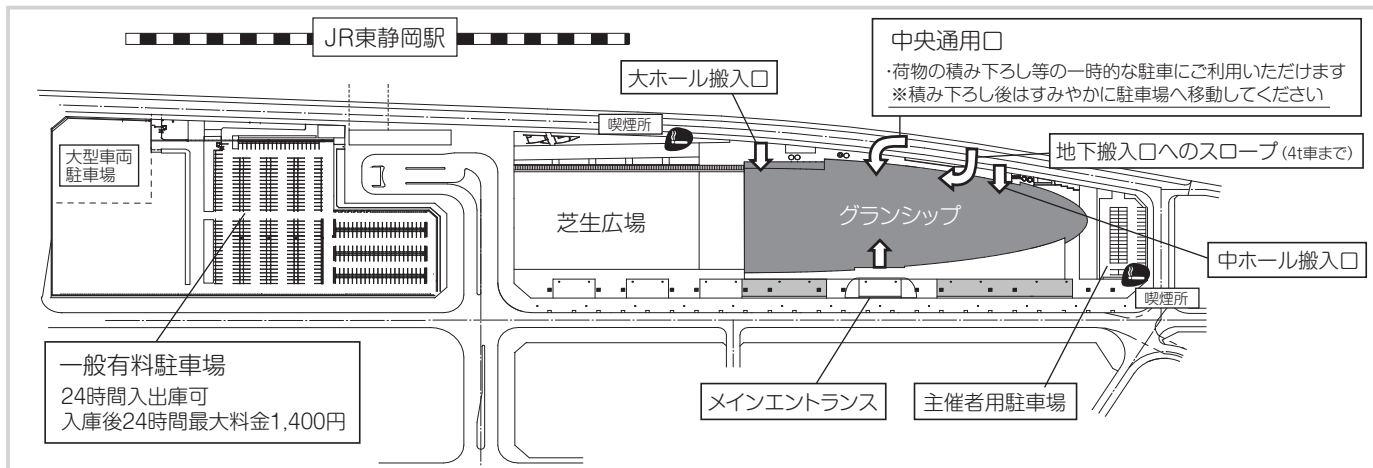 JR東静岡駅
中央通用口
・荷物の積み下ろし等の一時的な駐車にご利用いただけます
※積み下ろし後はすみやかに駐車場へ移動してください
大ホール搬入口
喫煙所
地下搬入口へのスロープ(4t車まで)
大型車両
駐車場
芝生広場
グランシップ
中ホール搬入口
喫煙所
一般有料駐車場
24時間入出庫可
入庫後24時間最大料金1,400円
メインエントランス
主催者用駐車場